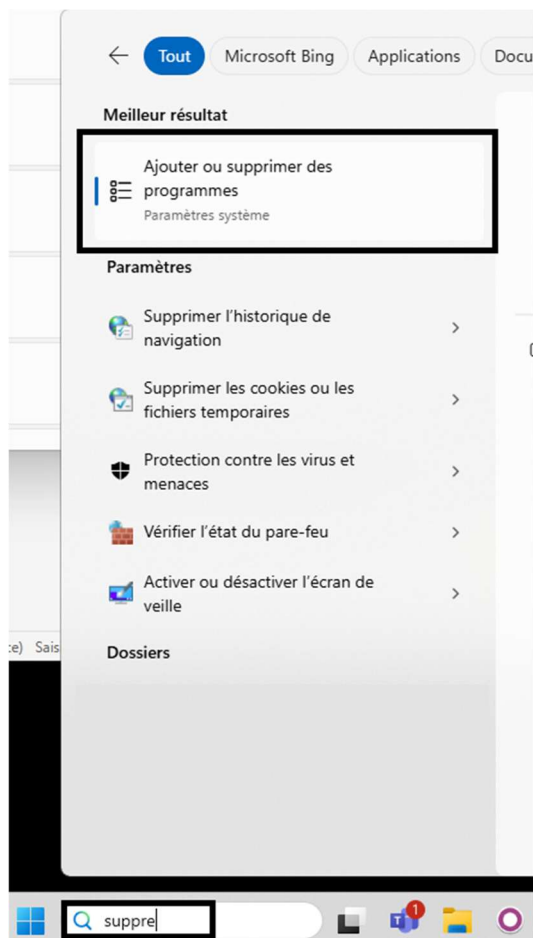 Tout Microsoft Bing Applications Docu
Meilleur résultat
Ajouter ou supprimer des
programmes
Paramètres système
Paramètres
Supprimer l’historique de
navigation
Supprimer les cookies ou les
fichiers temporaires
Protection contre les virus et
menaces
Vérifier l’état du pare-feu
Activer ou désactiver l’écran de
veille
:e) Sais
Dossiers
suppre
1